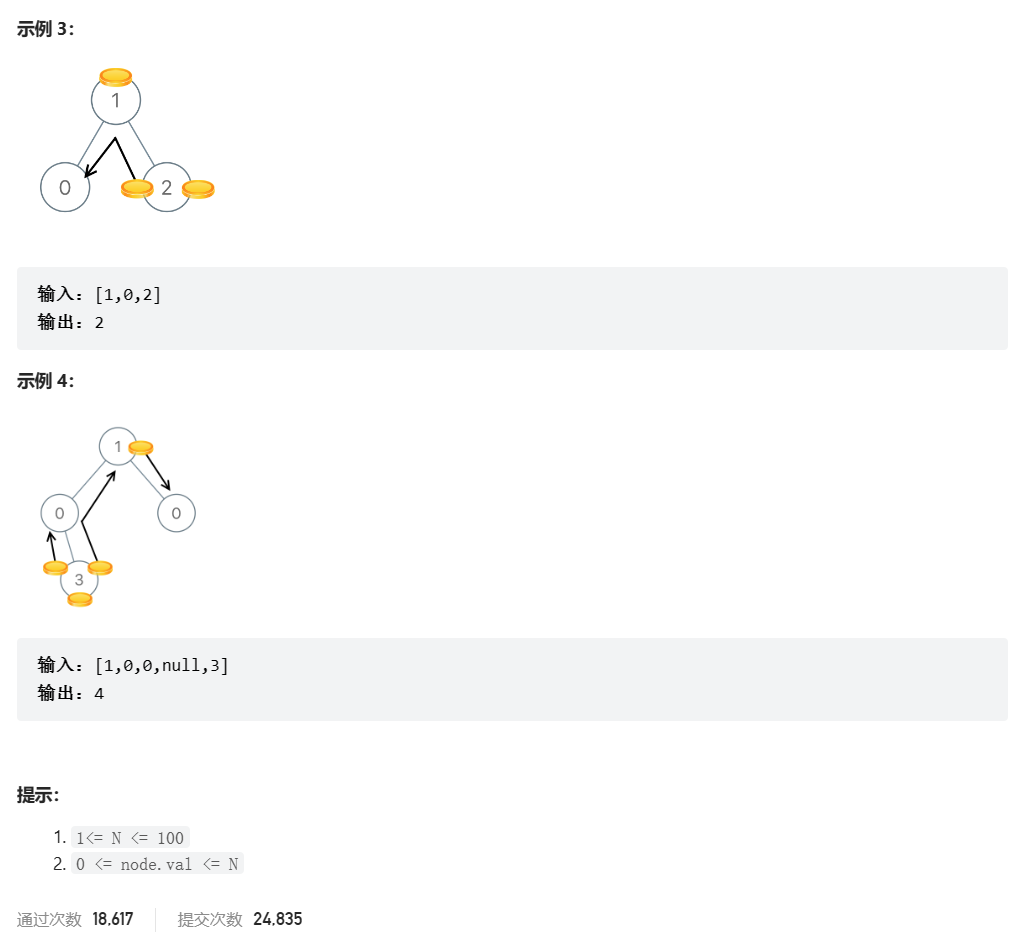 示例 3:
1
0
2
输入: [1,0,2]
输出: 2
示例 4:
1
0
0
3
输入: [1,0,0,null,3]
输出: 4
提示:
1. 1<= N <= 100
2. 0 <= node.val <= N
通过次数 18,617 提交次数 24,835